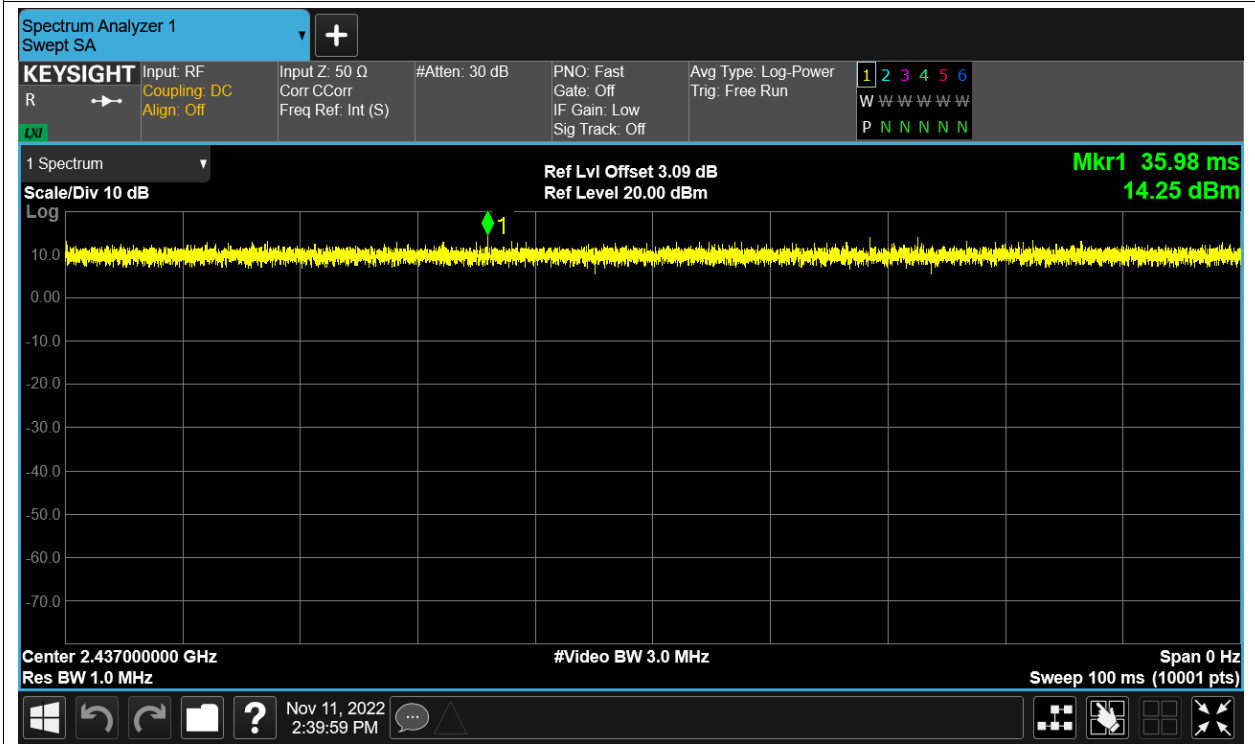 Spectrum Analyzer 1
Swept SA
KEYSIGHT
R
LXI
Input: RF
Coupling: DC
Align: Off
Input Z: 50 Ω
Corr CCorr
Freq Ref: Int (S)
#Atten: 30 dB
PNO: Fast
Gate: Off
IF Gain: Low
Sig Track: Off
Avg Type: Log-Power
Trig: Free Run
1 2 3 4 5 6
W W W W W W
P N N N N N
1 Spectrum
Scale/Div 10 dB
Ref Lvl Offset 3.09 dB
Ref Level 20.00 dBm
Mkr1 35.98 ms
14.25 dBm
Log
1
10.0
0.00
-10.0
-20.0
-30.0
-40.0
-50.0
-60.0
-70.0
Center 2.437000000 GHz
#Video BW 3.0 MHz
Span 0 Hz
Res BW 1.0 MHz
Sweep 100 ms (10001 pts)
?
Nov 11, 2022
2:39:59 PM